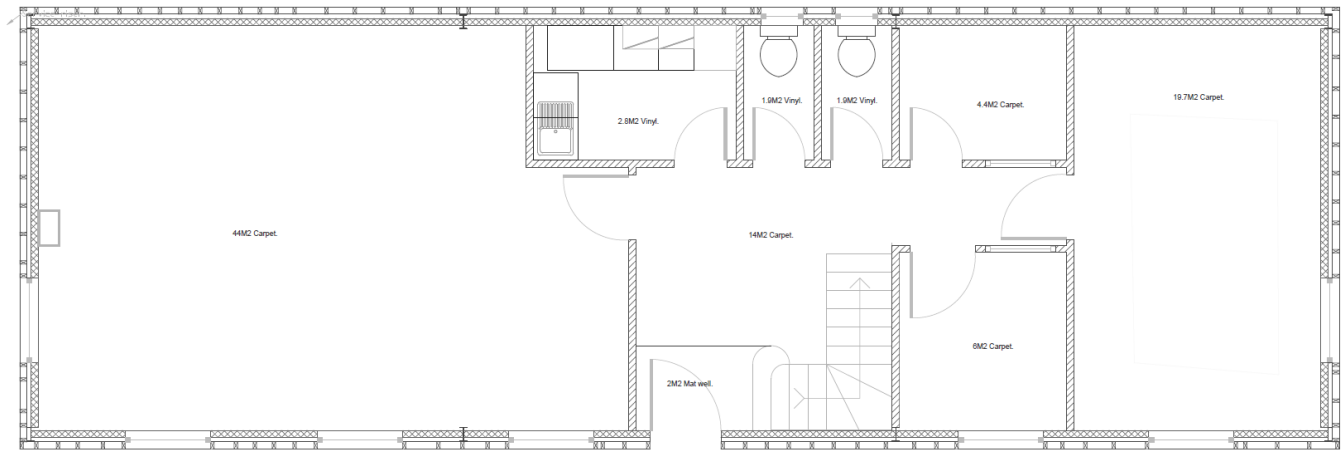 2.8M2 Vinyl.
1.9M2 Vinyl.
1.9M2 Vinyl.
4.4M2 Carpet.
19.7M2 Carpet.
44M2 Carpet.
14M2 Carpet.
6M2 Carpet.
2M2 Mat well.